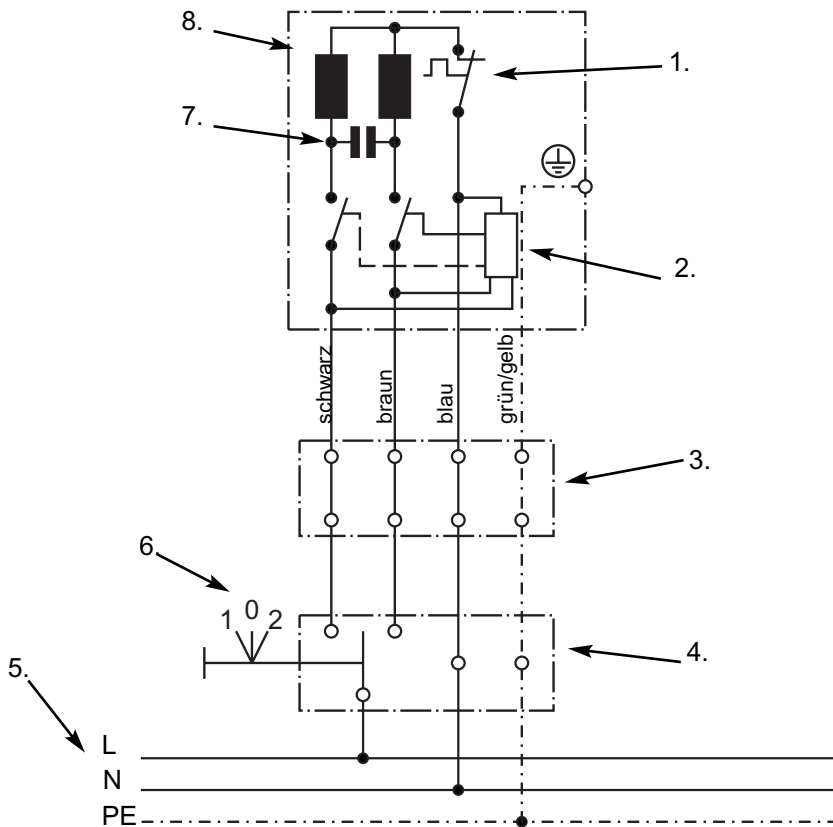 8.
1.
7.
2.
schwarz
braun
blau
grün/gelb
3.
6.
1 0 2
4.
5.
L
N
PE